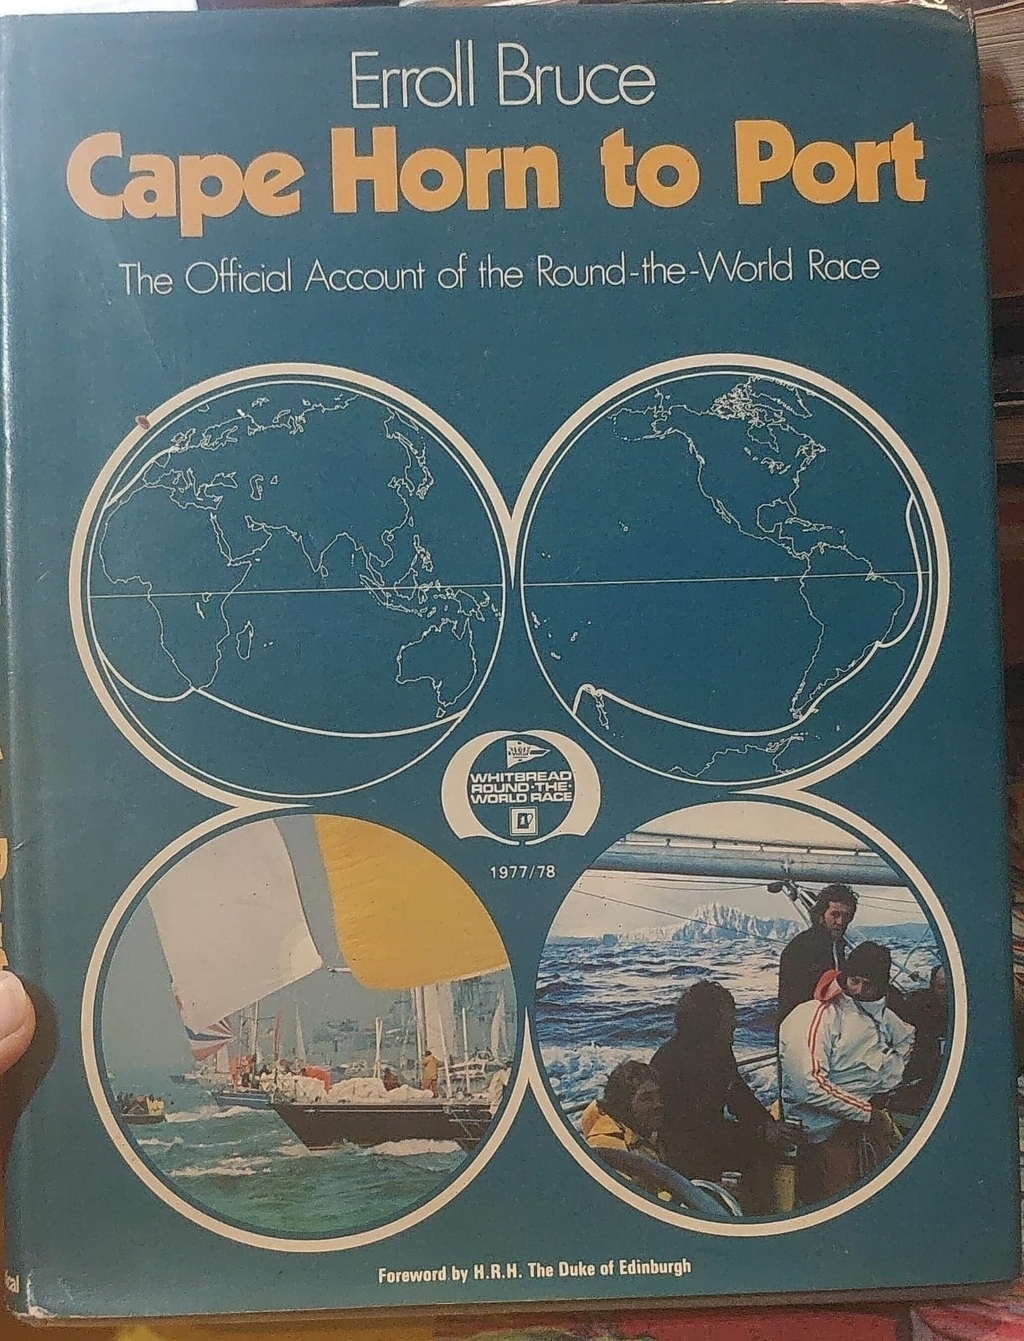 Erroll Bruce
Cape Horn to Port
The Official Account of the Round-the-World Race
WHITBREAD
ROUND·THE·
WORLD RACE
1977/78
Foreword by H.R.H. The Duke of Edinburgh